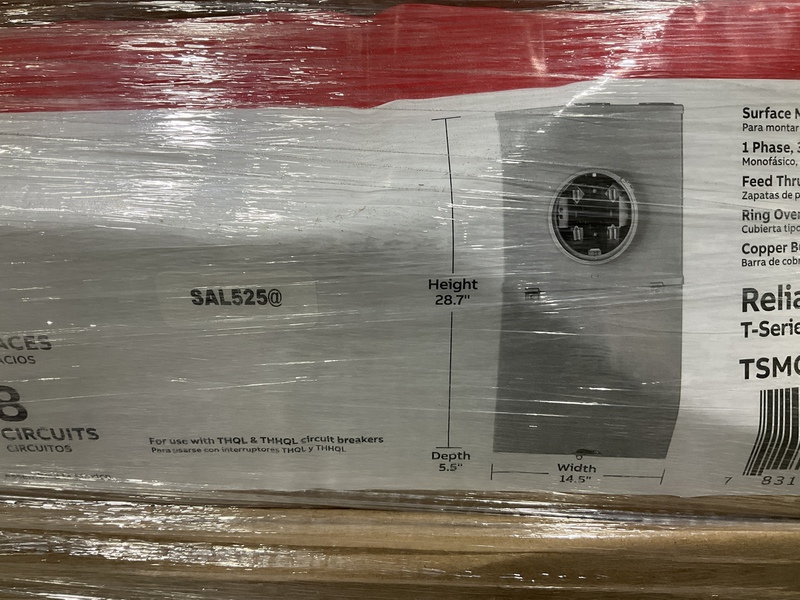 ACES
ACIOS
8
CIRCUITS
CIRCUITOS
SAL525@
For use with THQL & THHQL circuit breakers
Para usarse con interruptores THQL y THHQL
Height
28.7"
Depth
5.5"
Width
14.5"
Surface M
Para montar
1 Phase, 3
Monofásico,
Feed Thru
Zapatas de p
Ring Over
Cubierta tipo
Copper B
Barra de cob
Relia
T-Serie
TSM
7 831